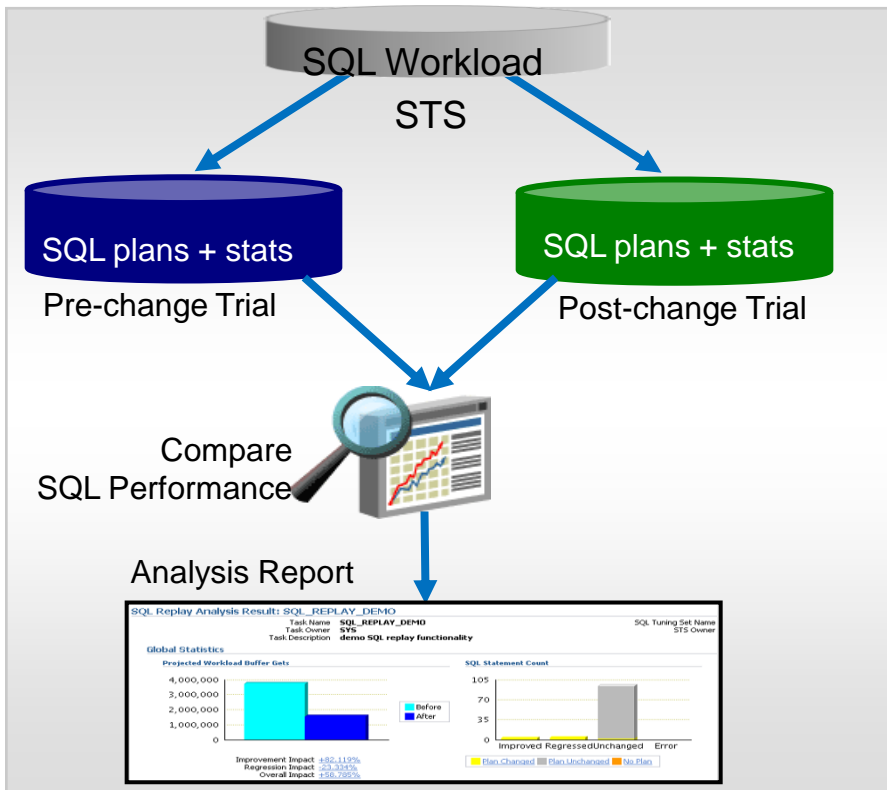 SQL Workload
STS
SQL plans + stats
SQL plans + stats
Pre-change Trial
Post-change Trial
Compare
SQL Performance
Analysis Report
SQL Replay Analysis Result: SQL_REPLAY_DEMO
Task Name SQL_REPLAY_DEMO
SQL Tuning Set Name
Task Owner SYS
STS Owner
Task Description demo SQL replay functionality
Global Statistics
Projected Workload Buffer Gets
4,000,000
3,000,000
2,000,000
1,000,000
0
Before
After
Improvement Impact +82.119%
Regression Impact -23.334%
Overall Impact +58.785%
SQL Statement Count
105
70
35
0
Improved Regressed Unchanged Error
Plan Changed Plan Unchanged No Plan